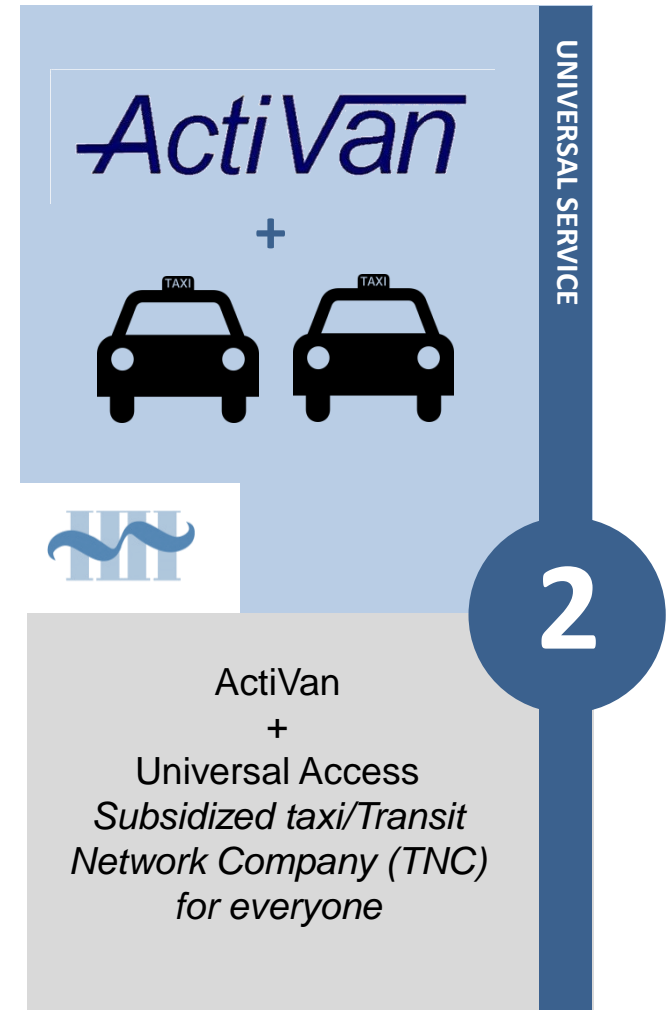 UNIVERSAL SERVICE
ActiVan
+
TAXI
TAXI
2
ActiVan
+
Universal Access
Subsidized taxi/Transit
Network Company (TNC)
for everyone